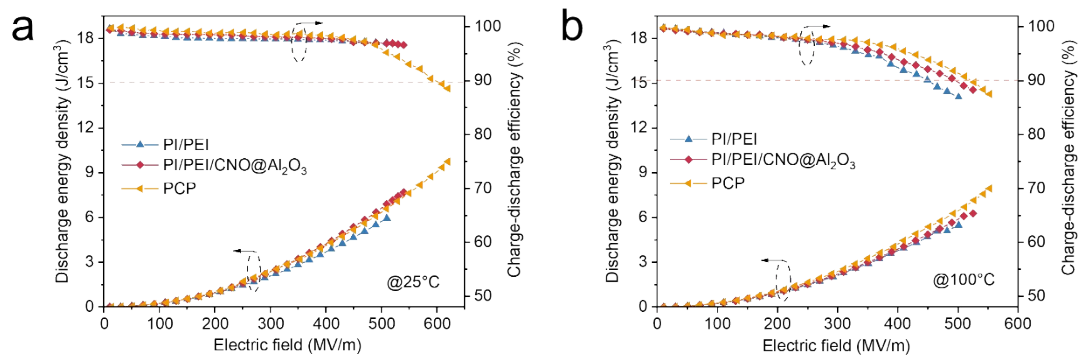 a
18
15
12
9
6
3
0
Discharge energy density (J/cm³)
100
90
80
70
60
50
Charge-discharge efficiency (%)
PI/PEI
PI/PEI/CNO@Al₂O₃
PCP
@25°C
0 100 200 300 400 500 600
Electric field (MV/m)
b
18
15
12
9
6
3
0
Discharge energy density (J/cm³)
100
90
80
70
60
50
Charge-discharge efficiency (%)
PI/PEI
PI/PEI/CNO@Al₂O₃
PCP
@100°C
0 100 200 300 400 500 600
Electric field (MV/m)